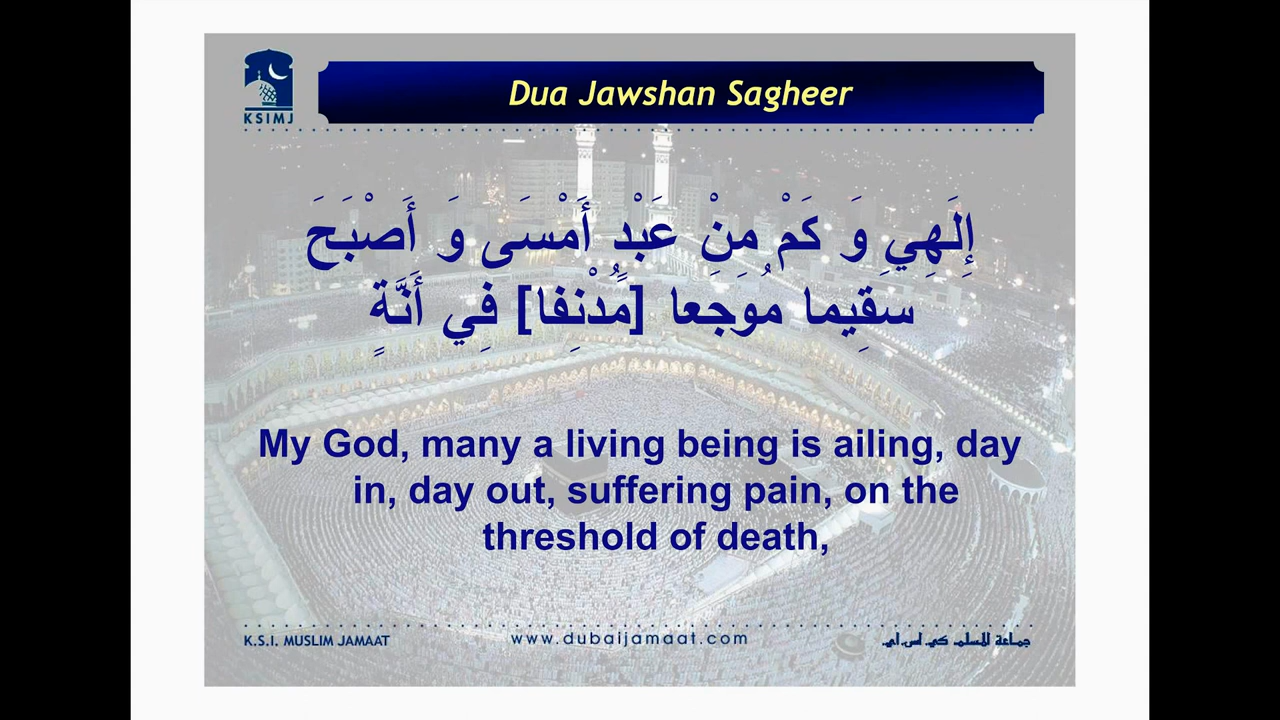 KSIMJ
Dua Jawshan Sagheer
إِلَهِي وَ كَمْ مِنْ عَبْدٍ أَمْسَى وَ أَصْبَحَ
سَقِيما مُوجَعا [مُدْنِفا] فِي أَنَّةٍ
My God, many a living being is ailing, day
in, day out, suffering pain, on the
threshold of death,
K.S.I. MUSLIM JAMAAT
www.dubaijamaat.com